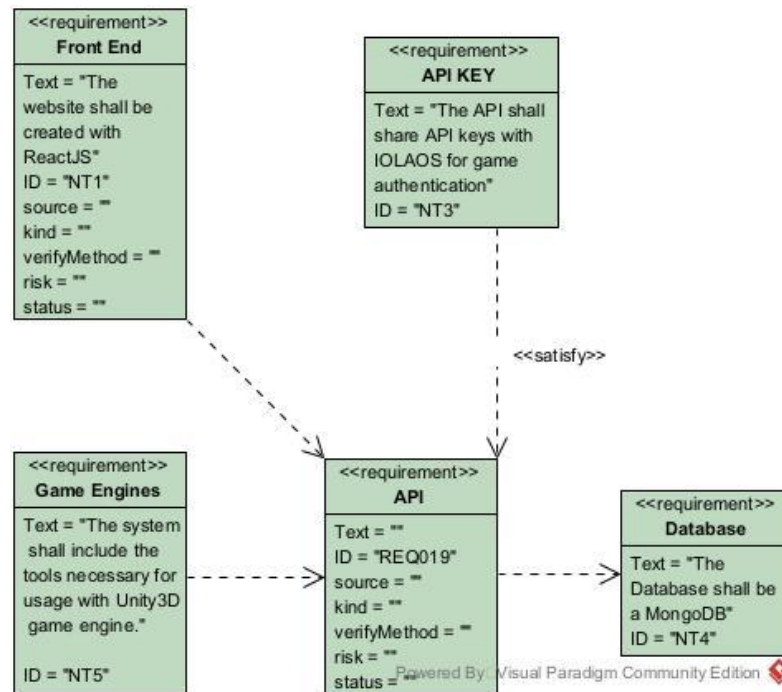 <<requirement>>
Front End
Text = "The
website shall be
created with
ReactJS"
ID = "NT1"
source = ""
kind = ""
verifyMethod = ""
risk = ""
status = ""
<<requirement>>
API KEY
Text = "The API shall
share API keys with
IOLAOS for game
authentication"
ID = "NT3"
<<satisfy>>
<<requirement>>
Game Engines
Text = "The system
shall include the
tools necessary for
usage with Unity3D
game engine."
ID = "NT5"
<<requirement>>
API
Text = ""
ID = "REQ019"
source = ""
kind = ""
verifyMethod = ""
risk = ""
status = ""
<<requirement>>
Database
Text = "The
Database shall be
a MongoDB"
ID = "NT4"
Powered By Visual Paradigm Community Edition